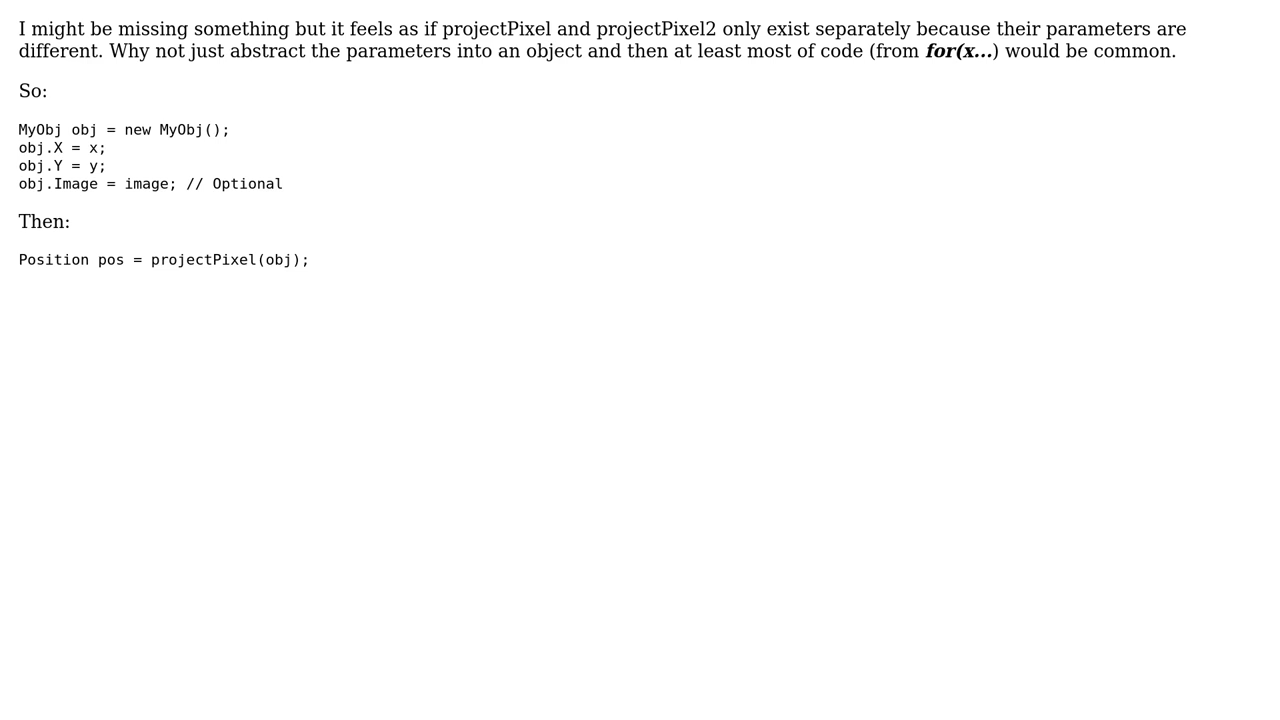 I might be missing something but it feels as if projectPixel and projectPixel2 only exist separately because their parameters are
different. Why not just abstract the parameters into an object and then at least most of code (from for(x...) would be common.
So:
MyObj obj = new MyObj();
obj.X = x;
obj.Y = y;
obj.Image = image; // Optional
Then:
Position pos = projectPixel(obj);